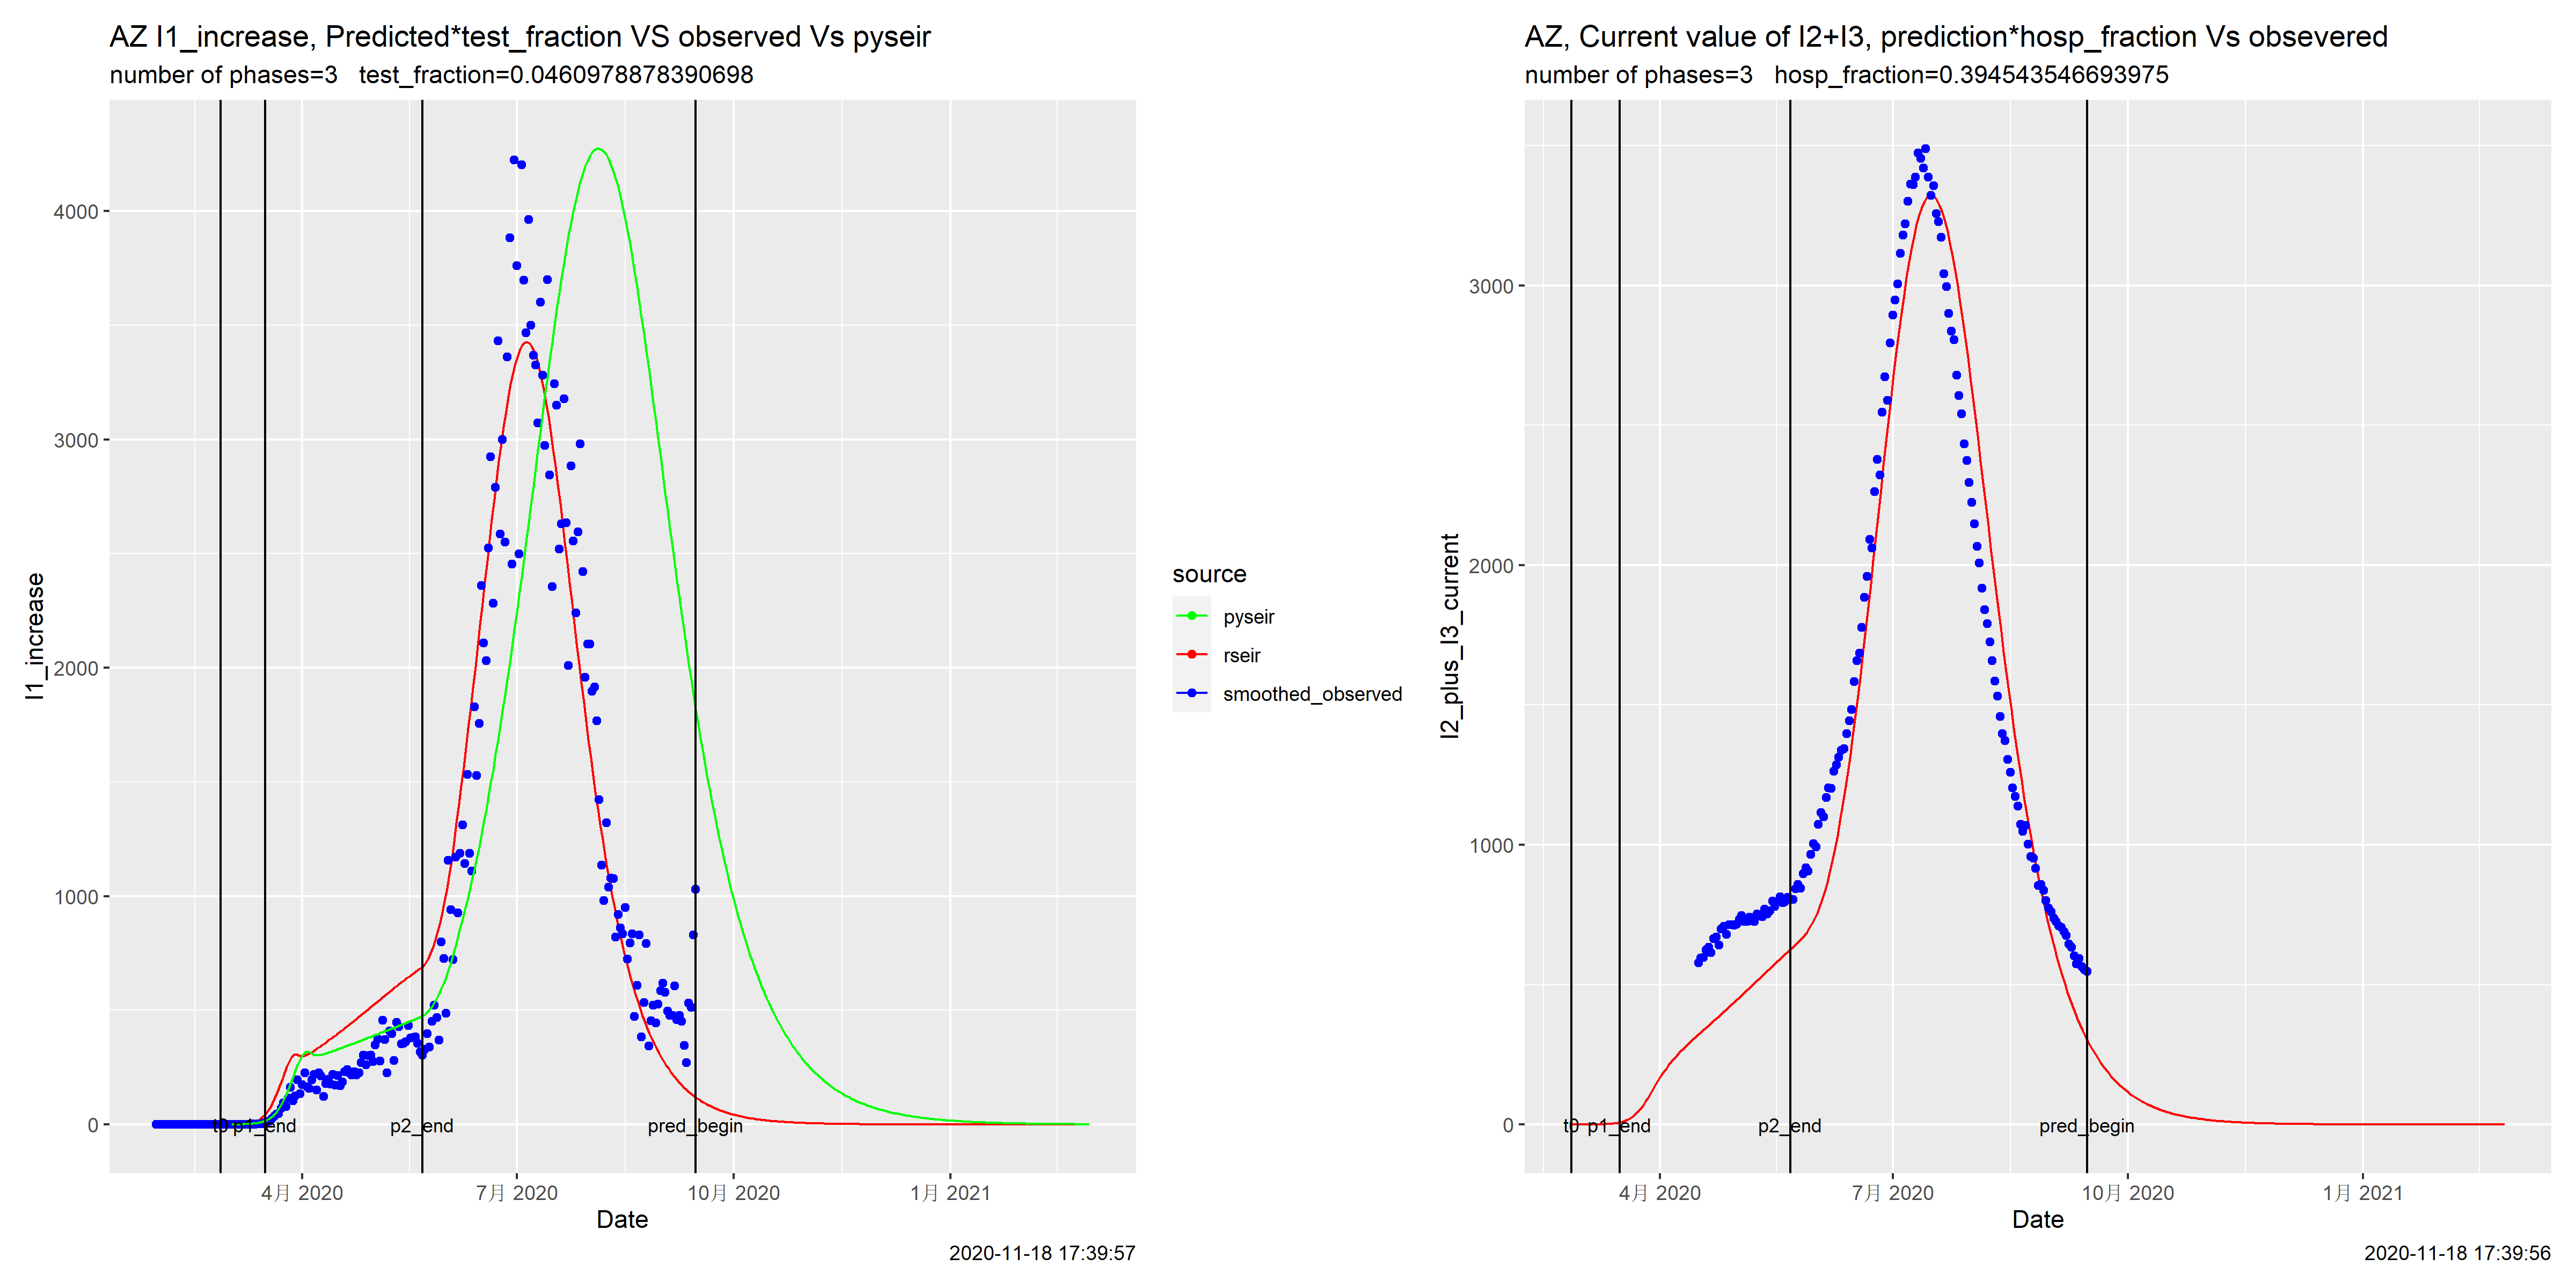 AZ I1_increase, Predicted*test_fraction VS observed Vs pyseir
number of phases=3   test_fraction=0.0460978878390698
I1_increase
4000
3000
2000
1000
0
t0 p1_end
p2_end
pred_begin
4月 2020
7月 2020
10月 2020
1月 2021
Date
2020-11-18 17:39:57
source
pyseir
rseir
smoothed_observed
AZ, Current value of I2+I3, prediction*hosp_fraction Vs obsevered
number of phases=3   hosp_fraction=0.394543546693975
I2_plus_I3_current
3000
2000
1000
0
t0 p1_end
p2_end
pred_begin
4月 2020
7月 2020
10月 2020
1月 2021
Date
2020-11-18 17:39:56